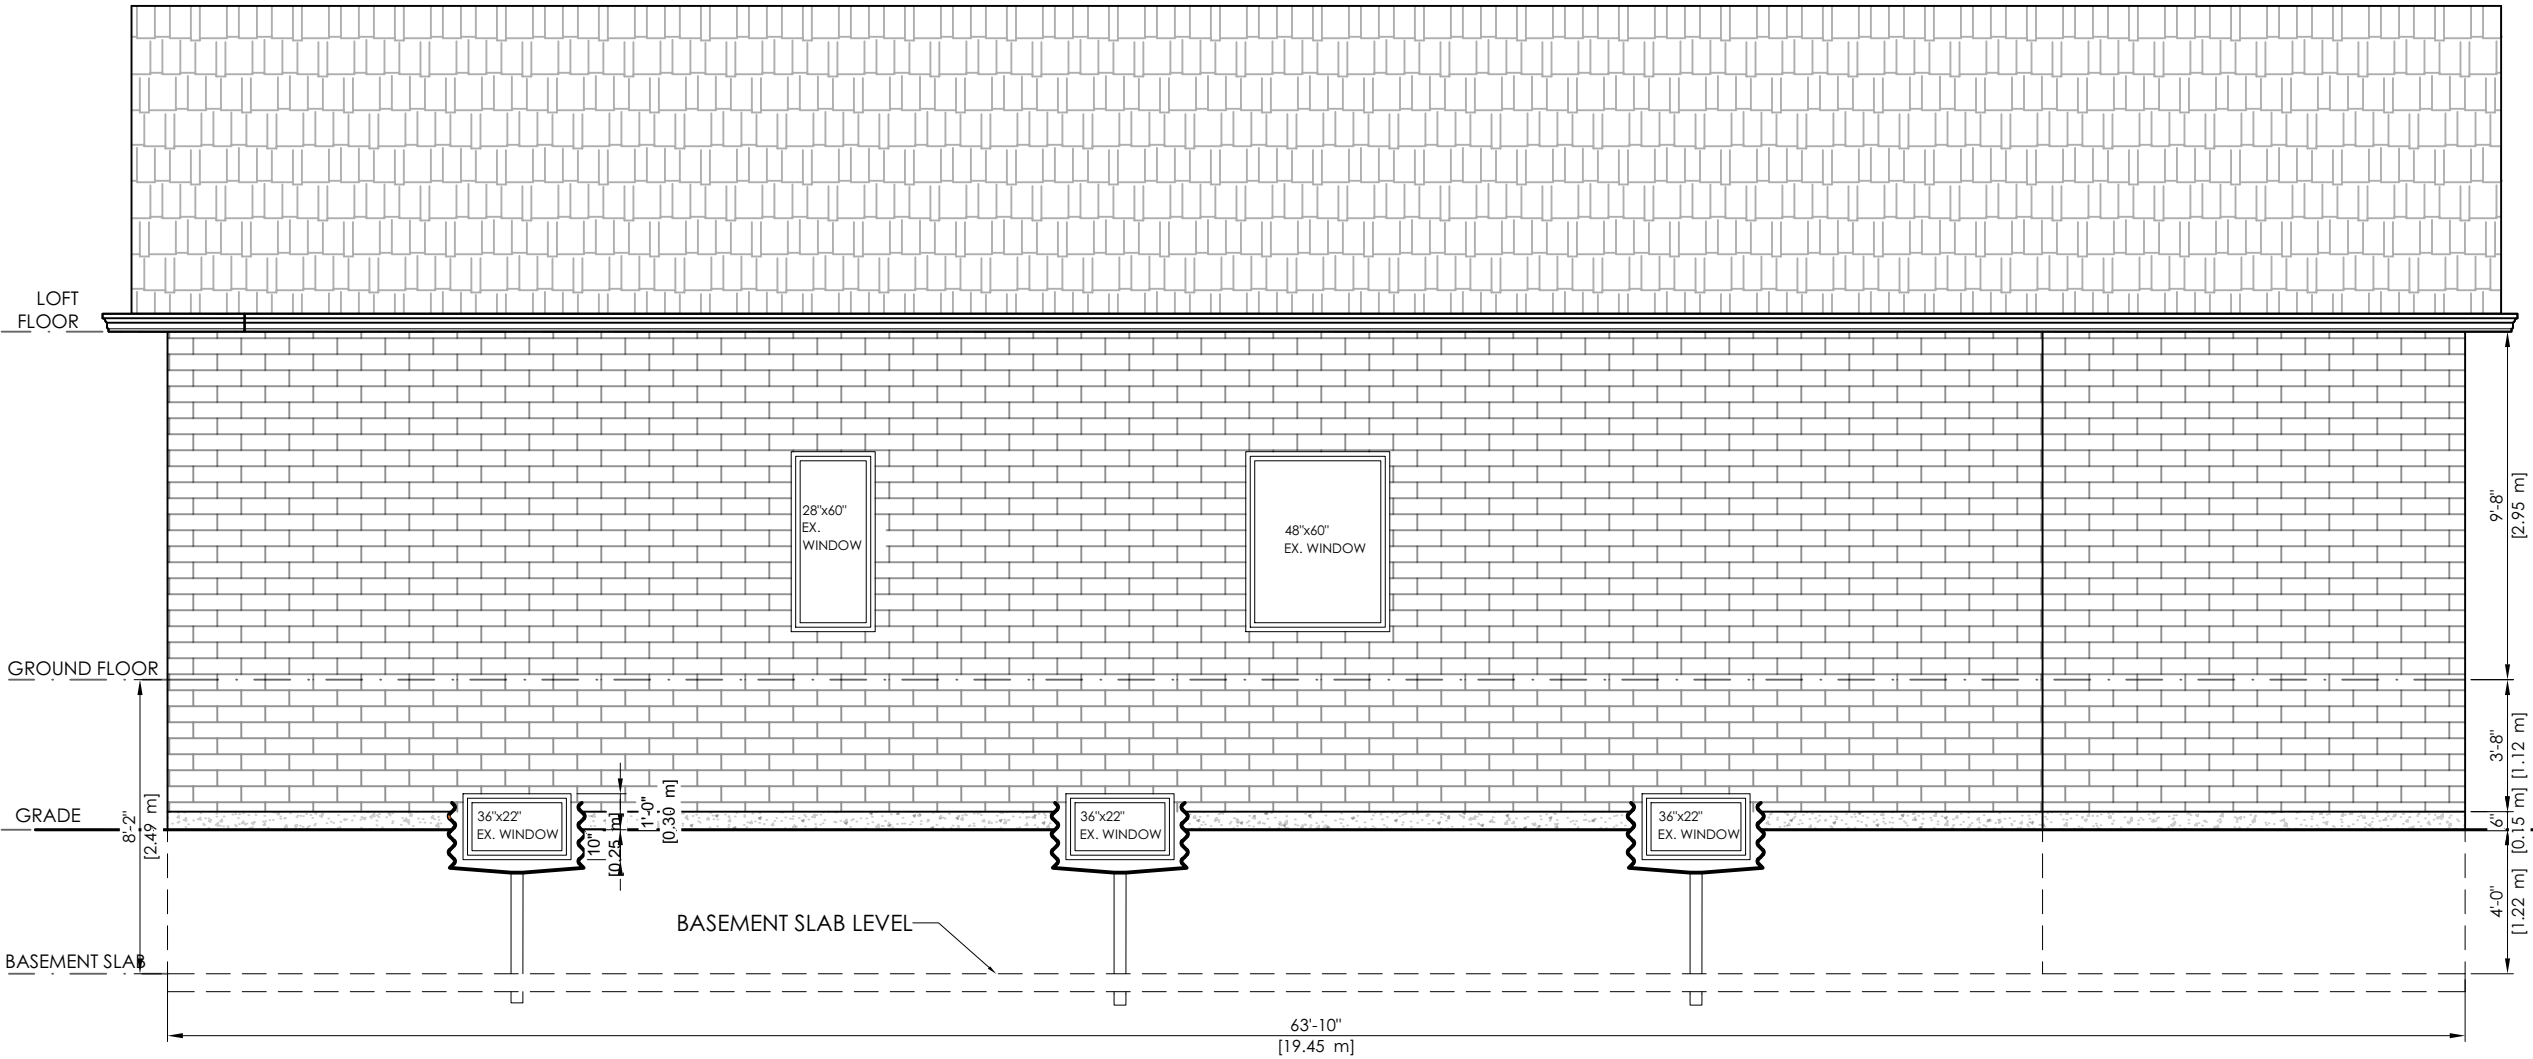 LOFT
FLOOR
28"x60"
EX.
WINDOW
48"x60"
EX. WINDOW
9'-8"
[2.95 m]
GROUND FLOOR
3'-8"
[1.12 m]
GRADE
8'-2"
[2.49 m]
36"x22"
EX. WINDOW
10"
[0.25 m]
1'-0"
[0.30 m]
36"x22"
EX. WINDOW
36"x22"
EX. WINDOW
6"
[0.15 m]
4'-0"
[1.22 m]
BASEMENT SLAB LEVEL
BASEMENT SLAB
63'-10"
[19.45 m]